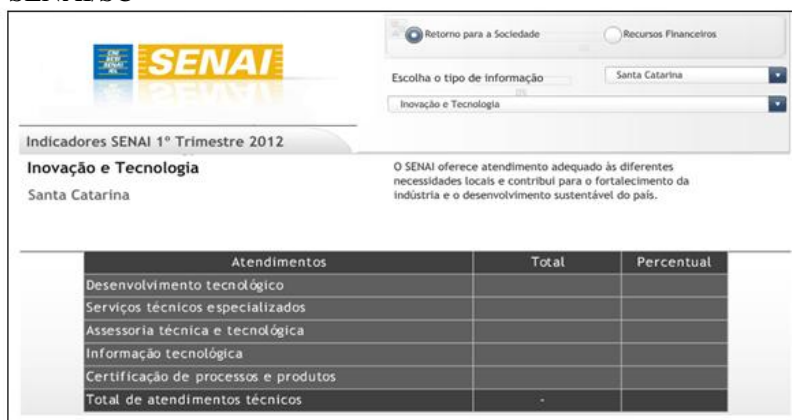 SENAI
Retorno para a Sociedade
Recursos Financeiros
Escolha o tipo de informação
Santa Catarina
Inovação e Tecnologia
Indicadores SENAI 1º Trimestre 2012
Inovação e Tecnologia
Santa Catarina
O SENAI oferece atendimento adequado às diferentes
necessidades locais e contribui para o fortalecimento da
indústria e o desenvolvimento sustentável do país.
Atendimentos Total Percentual
Desenvolvimento tecnológico
Serviços técnicos especializados
Assessoria técnica e tecnológica
Informação tecnológica
Certificação de processos e produtos
Total de atendimentos técnicos -